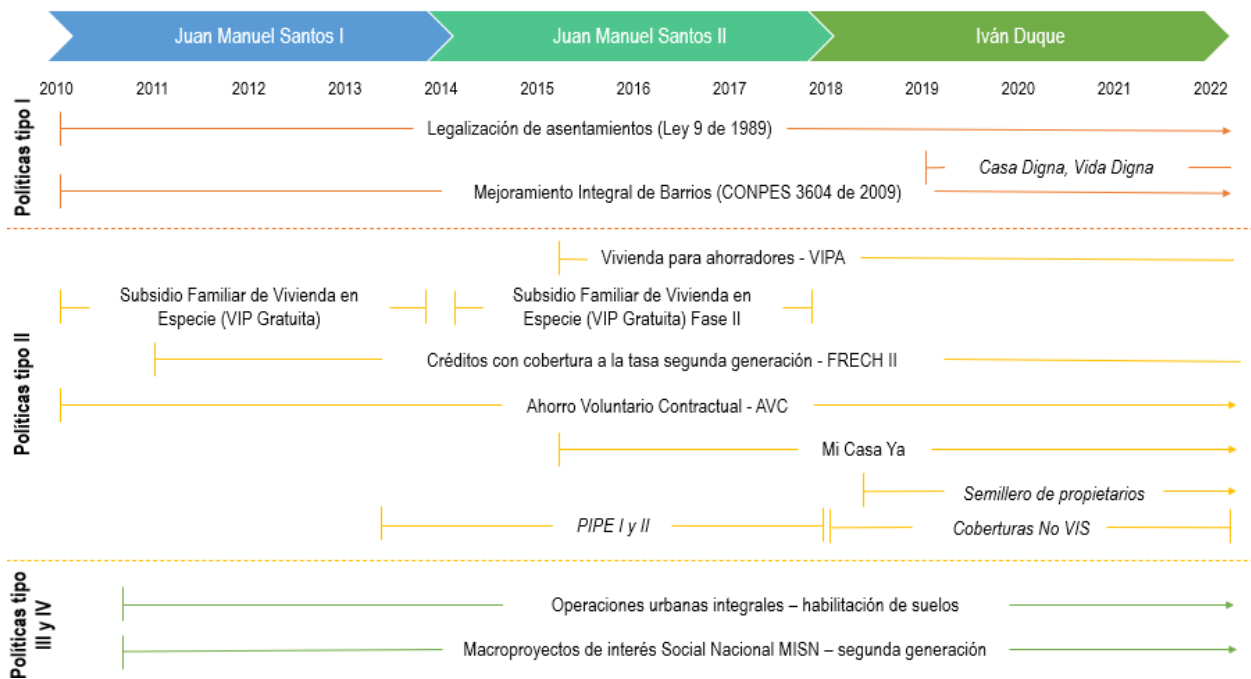 Juan Manuel Santos I
Juan Manuel Santos II
Iván Duque
2010 2011 2012 2013 2014 2015 2016 2017 2018 2019 2020 2021 2022
Políticas tipo I
Legalización de asentamientos (Ley 9 de 1989)
Casa Digna, Vida Digna
Mejoramiento Integral de Barrios (CONPES 3604 de 2009)
Políticas tipo II
Vivienda para ahorradores - VIPA
Subsidio Familiar de Vivienda en
Especie (VIP Gratuita)
Subsidio Familiar de Vivienda en
Especie (VIP Gratuita) Fase II
Créditos con cobertura a la tasa segunda generación - FRECH II
Ahorro Voluntario Contractual - AVC
Mi Casa Ya
Semillero de propietarios
PIPE I y II
Coberturas No VIS
Políticas tipo
III y IV
Operaciones urbanas integrales – habilitación de suelos
Macroproyectos de interés Social Nacional MISN – segunda generación